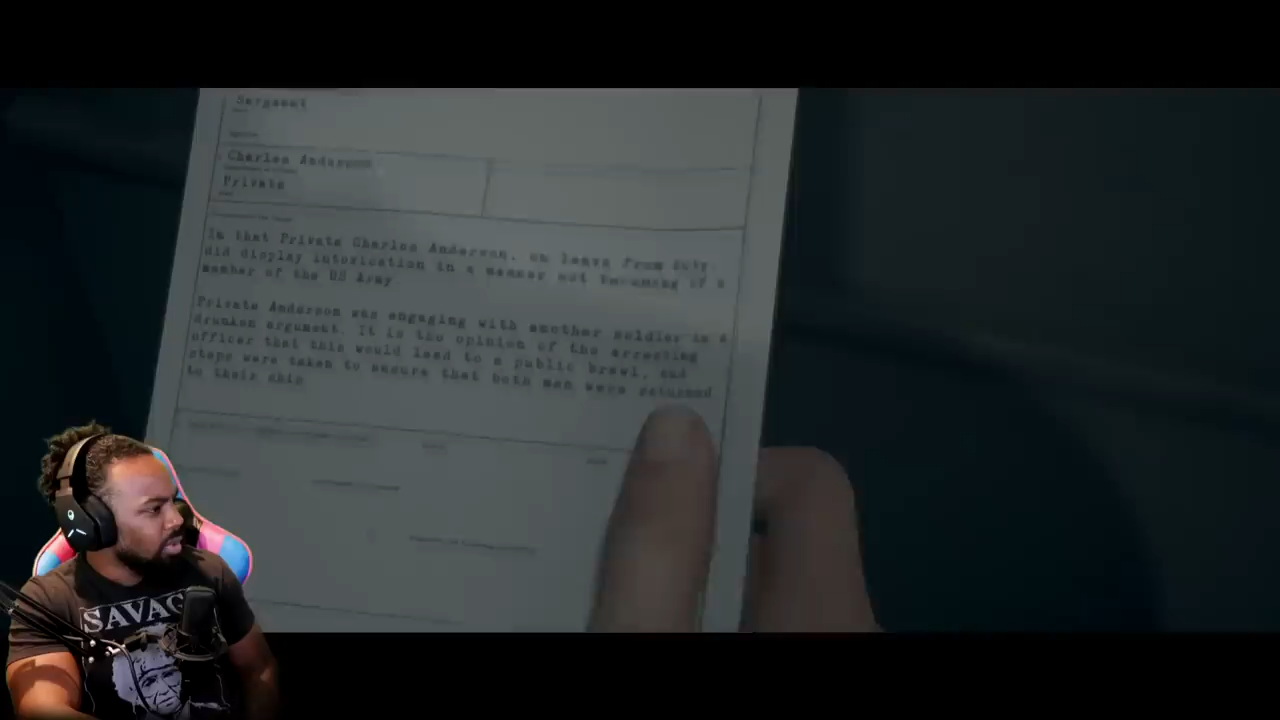 Sergeant
Charles Anderson
Private
In that Private Charles Anderson, on leave from duty,
did display intoxication in a manner not becoming of a
member of the US Army
Private Anderson was engaging with another soldier in a
drunken argument. It is the opinion of the arresting
officer that this would lead to a public brawl, and
steps were taken to ensure that both men were returned
to their ship
SAVAG